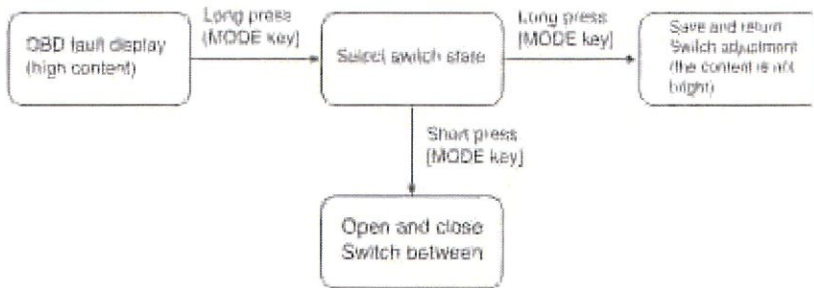 OBD fault display
(high content)
Long press
[MODE key]
Select switch state
Long press
[MODE key]
Save and return
Switch adjustment
(the content is not
bright)
Short press
[MODE key]
Open and close
Switch between